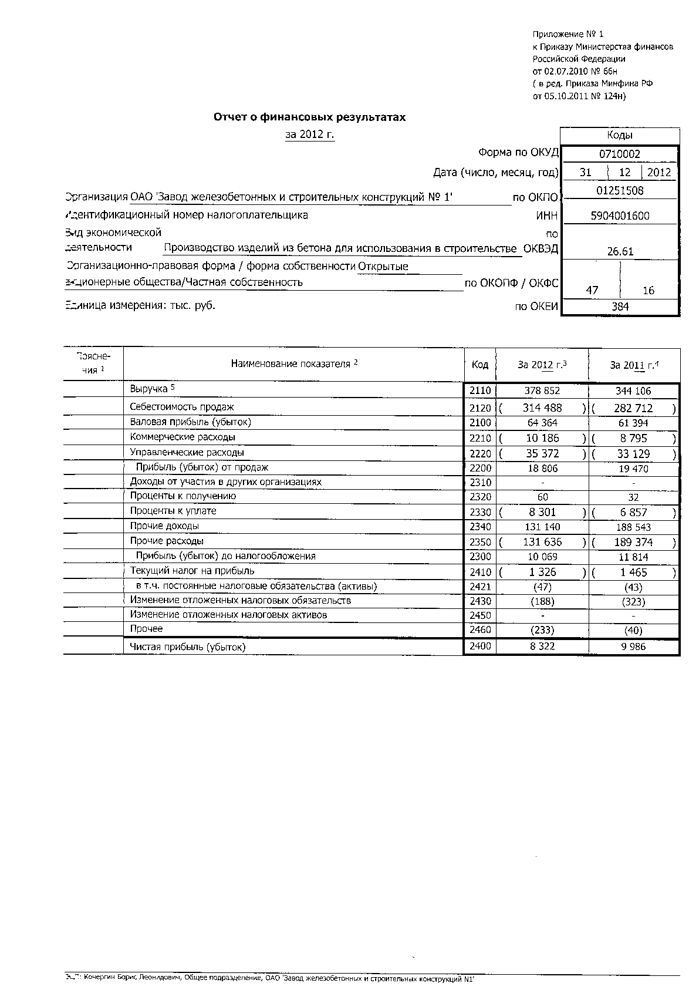 Приложение № 1
к Приказу Министерства финансов
Российской Федерации
от 02.07.2010 № 66н
( в ред. Приказа Минфина РФ
от 05.10.2011 № 124н)
Отчет о финансовых результатах
за 2012 г.
Коды
Форма по ОКУД 0710002
Дата (число, месяц, год) 31 12 2012
Организация ОАО 'Завод железобетонных и строительных конструкций № 1' по ОКПО 01251508
Идентификационный номер налогоплательщика ИНН 5904001600
Вид экономической по
деятельности Производство изделий из бетона для использования в строительстве ОКВЭД 26.61
Организационно-правовая форма / форма собственности Открытые
акционерные общества/Частная собственность по ОКОПФ / ОКФС 47 16
Единица измерения: тыс. руб. по ОКЕИ 384
Поясне-
чия 1 Наименование показателя 2 Код За 2012 г.3 За 2011 г.4
Выручка 5 2110 378 852 344 106
Себестоимость продаж 2120 ( 314 488 ) ( 282 712 )
Валовая прибыль (убыток) 2100 64 364 61 394
Коммерческие расходы 2210 ( 10 186 ) ( 8 795 )
Управленческие расходы 2220 ( 35 372 ) ( 33 129 )
Прибыль (убыток) от продаж 2200 18 806 19 470
Доходы от участия в других организациях 2310 - -
Проценты к получению 2320 60 32
Проценты к уплате 2330 ( 8 301 ) ( 6 857 )
Прочие доходы 2340 131 140 188 543
Прочие расходы 2350 ( 131 636 ) ( 189 374 )
Прибыль (убыток) до налогообложения 2300 10 069 11 814
Текущий налог на прибыль 2410 ( 1 326 ) ( 1 465 )
в т.ч. постоянные налоговые обязательства (активы) 2421 (47) (43)
Изменение отложенных налоговых обязательств 2430 (188) (323)
Изменение отложенных налоговых активов 2450 - -
Прочее 2460 (233) (40)
Чистая прибыль (убыток) 2400 8 322 9 986
Кочергин Борис Леонидович, Общее подразделение, ОАО 'Завод железобетонных и строительных конструкций N1'